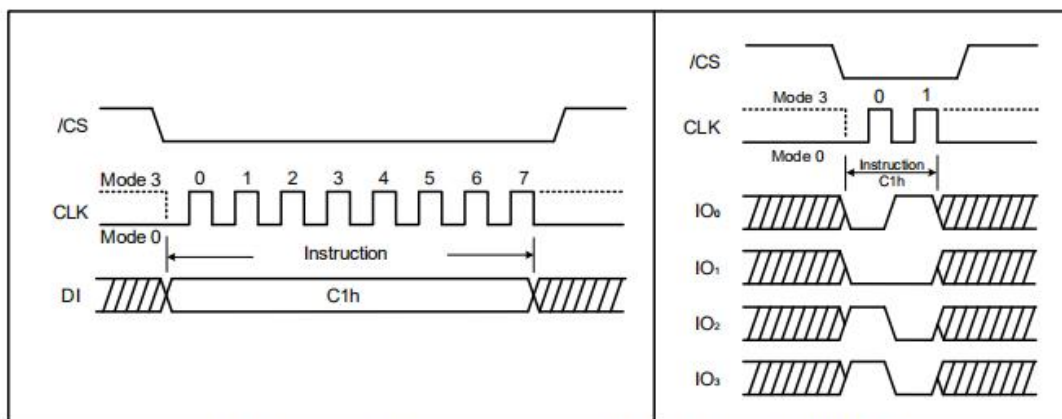 /CS
Mode 3
0 1 2 3 4 5 6 7
CLK
Mode 0
Instruction
DI
C1h
/CS
Mode 3
0 1
CLK
Mode 0
Instruction
C1h
IO₀
IO₁
IO₂
IO₃